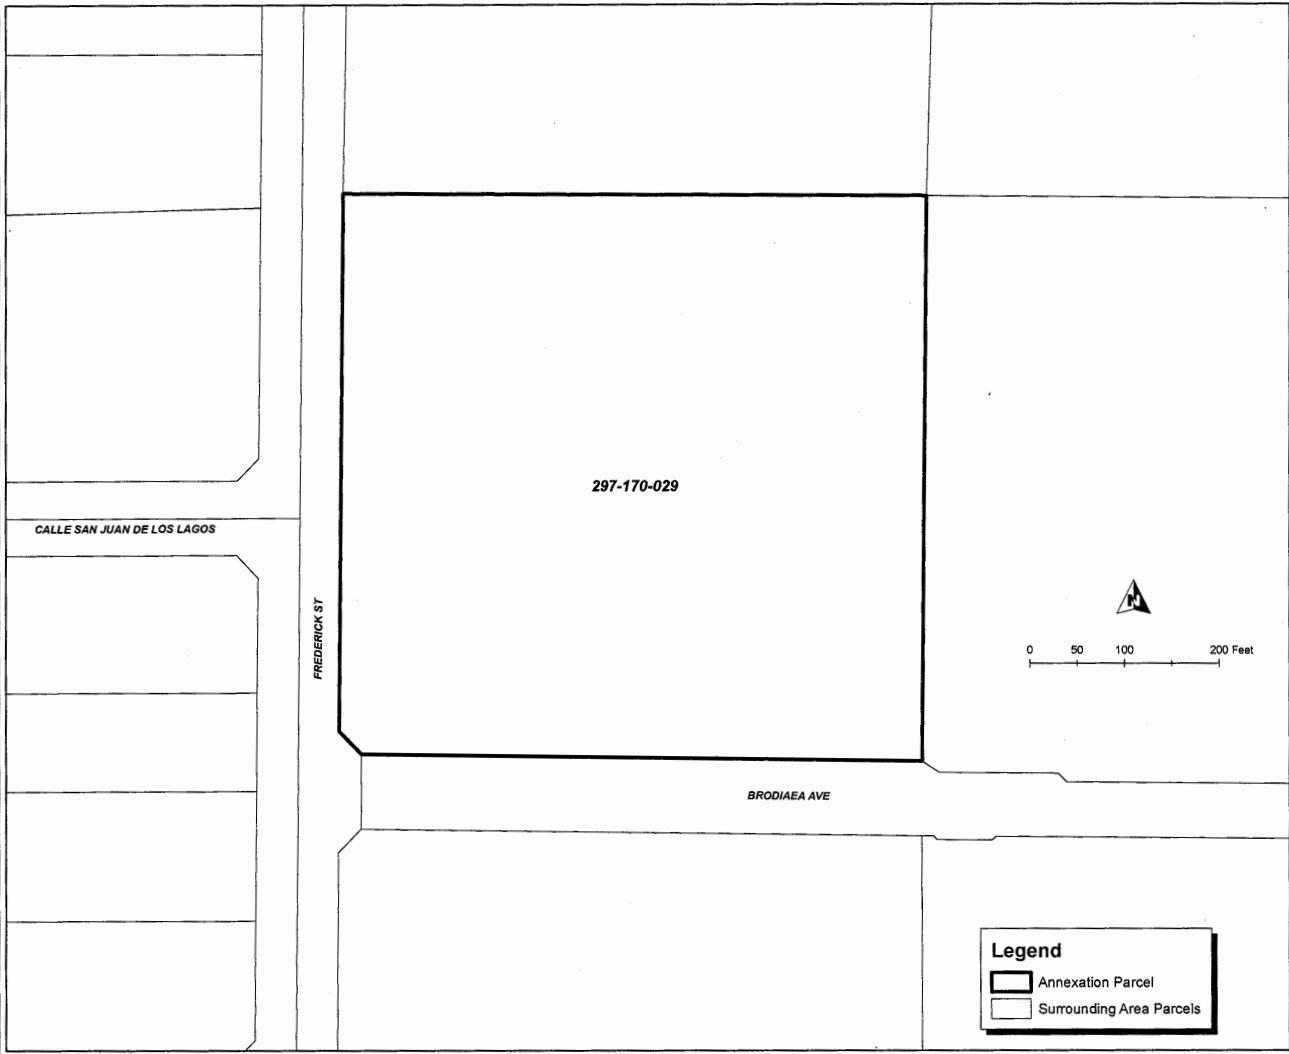 297-170-029
CALLE SAN JUAN DE LOS LAGOS
FREDERICK ST
N
0 50 100 200 Feet
BRODIAEA AVE
Legend
Annexation Parcel
Surrounding Area Parcels